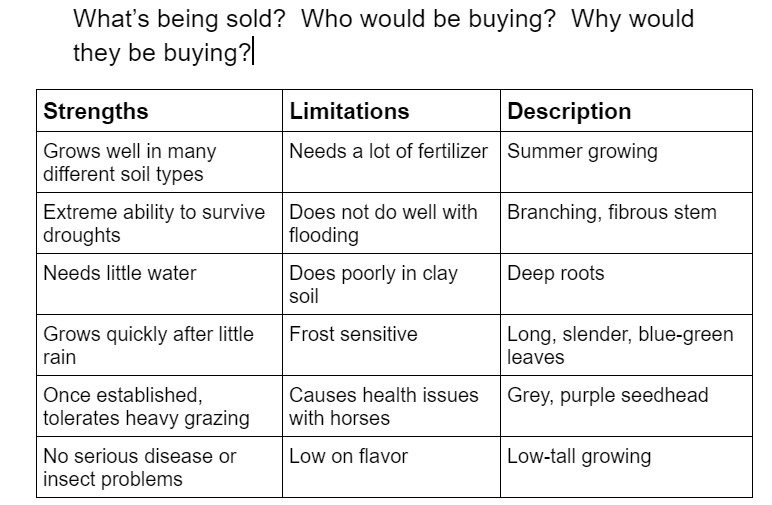 What’s being sold?  Who would be buying?  Why would
they be buying?
Strengths Limitations Description
Grows well in many
different soil types
Needs a lot of fertilizer
Summer growing
Extreme ability to survive
droughts
Does not do well with
flooding
Branching, fibrous stem
Needs little water
Does poorly in clay
soil
Deep roots
Grows quickly after little
rain
Frost sensitive
Long, slender, blue-green
leaves
Once established,
tolerates heavy grazing
Causes health issues
with horses
Grey, purple seedhead
No serious disease or
insect problems
Low on flavor
Low-tall growing